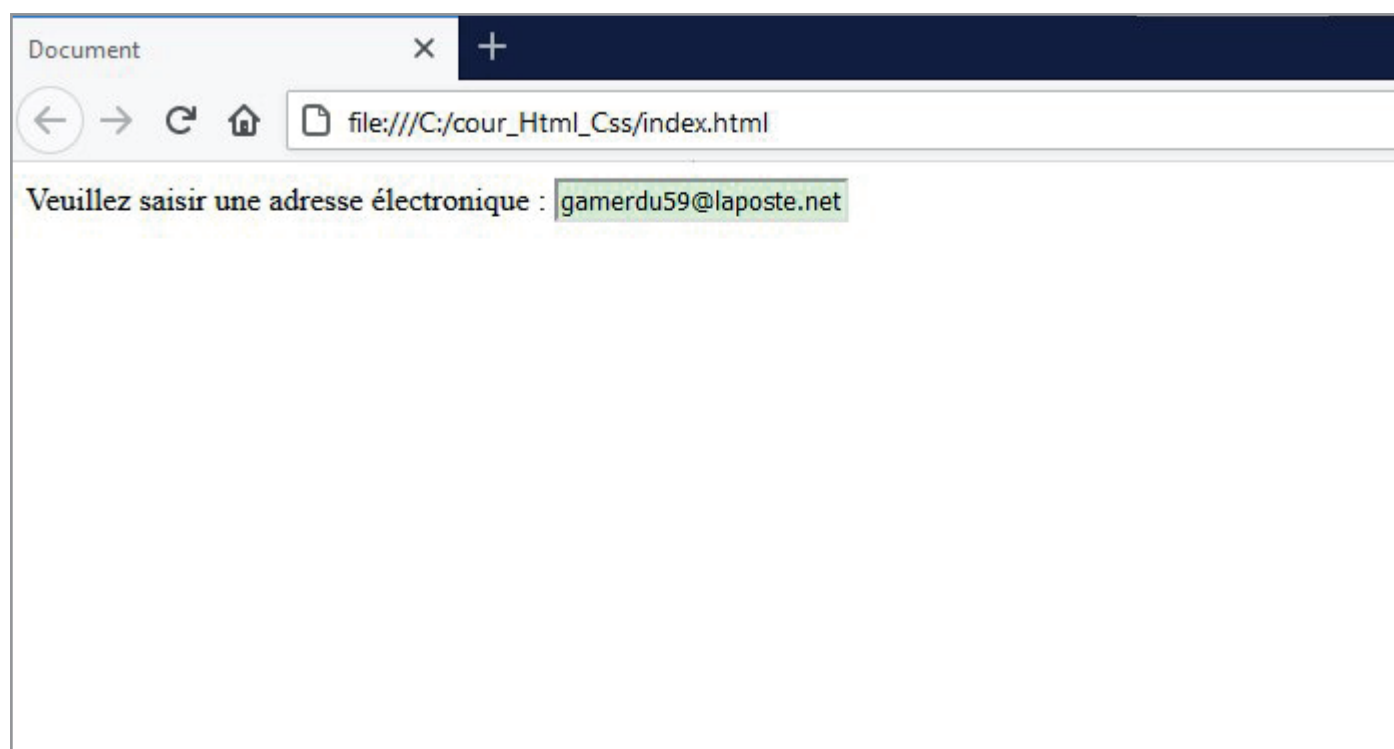 Document
file:///C:/cour_Html_Css/index.html
Veuillez saisir une adresse électronique : gamerdu59@laposte.net